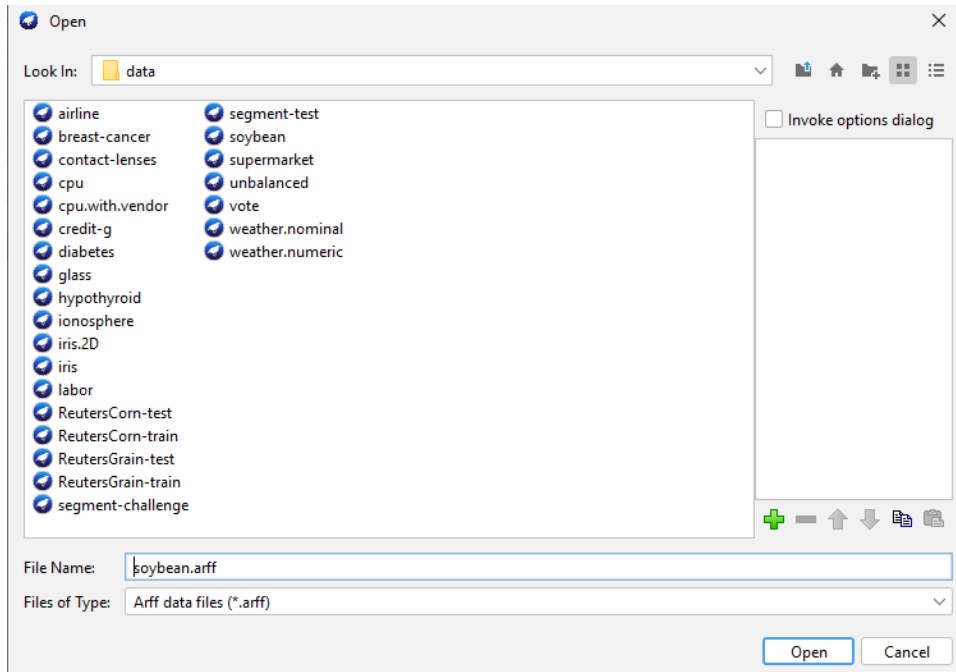 Open
Look In: data
airline
breast-cancer
contact-lenses
cpu
cpu.with.vendor
credit-g
diabetes
glass
hypothyroid
ionosphere
iris.2D
iris
labor
ReutersCorn-test
ReutersCorn-train
ReutersGrain-test
ReutersGrain-train
segment-challenge
segment-test
soybean
supermarket
unbalanced
vote
weather.nominal
weather.numeric
Invoke options dialog
File Name: soybean.arff
Files of Type: Arff data files (*.arff)
Open Cancel